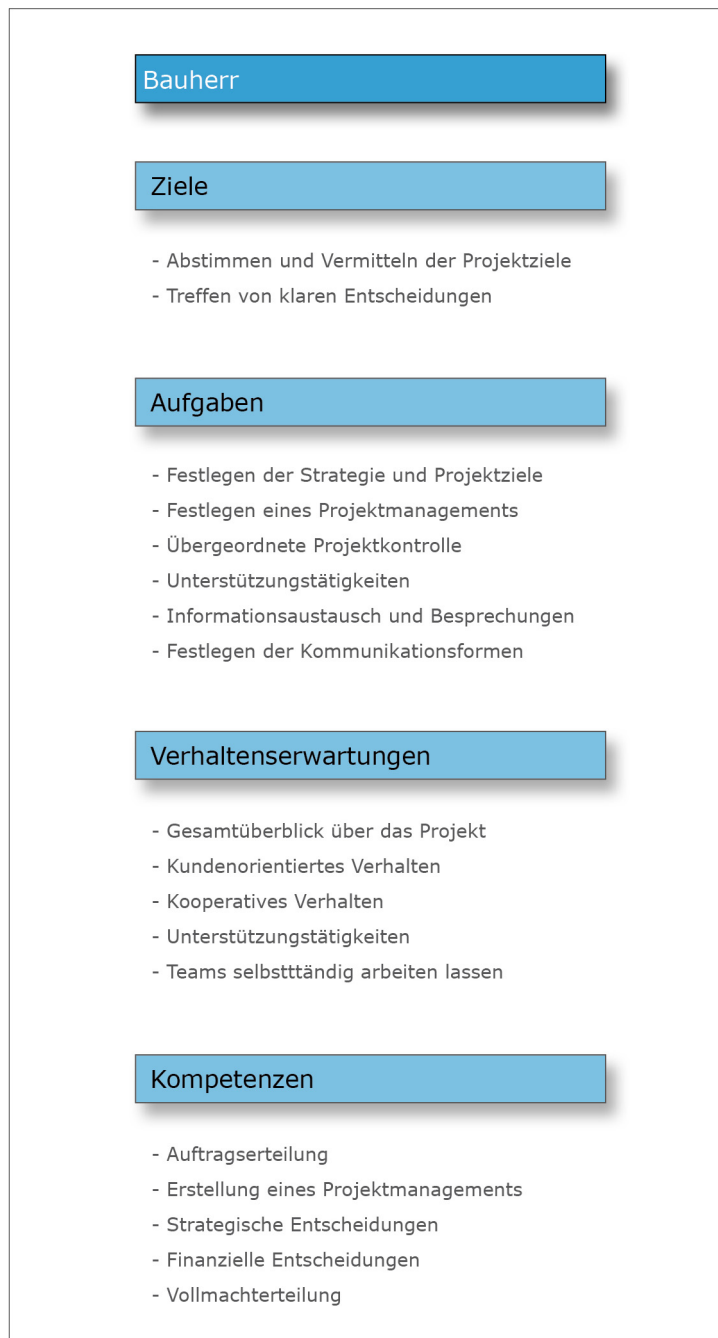 Bauherr
Ziele
- Abstimmen und Vermitteln der Projektziele
- Treffen von klaren Entscheidungen
Aufgaben
- Festlegen der Strategie und Projektziele
- Festlegen eines Projektmanagements
- Übergeordnete Projektkontrolle
- Unterstützungstätigkeiten
- Informationsaustausch und Besprechungen
- Festlegen der Kommunikationsformen
Verhaltenserwartungen
- Gesamtüberblick über das Projekt
- Kundenorientiertes Verhalten
- Kooperatives Verhalten
- Unterstützungstätigkeiten
- Teams selbstttändig arbeiten lassen
Kompetenzen
- Auftragserteilung
- Erstellung eines Projektmanagements
- Strategische Entscheidungen
- Finanzielle Entscheidungen
- Vollmachterteilung